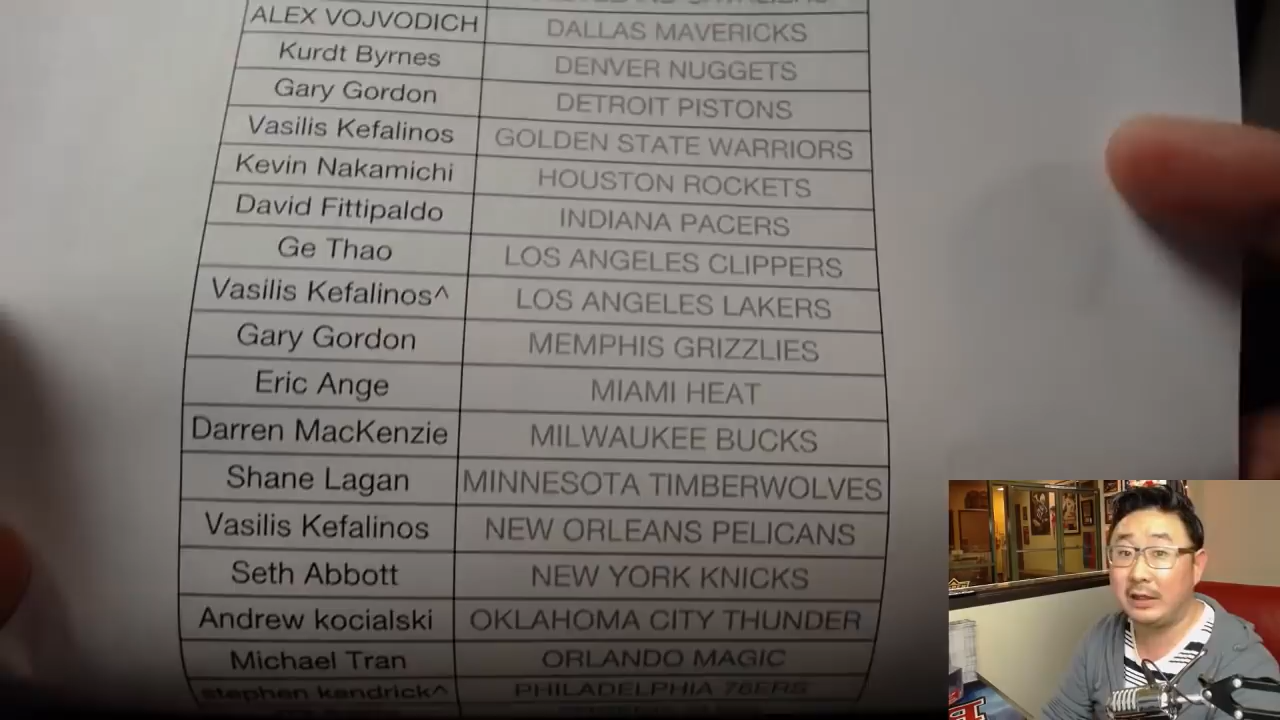 ALEX VOJVODICH DALLAS MAVERICKS
Kurdt Byrnes DENVER NUGGETS
Gary Gordon DETROIT PISTONS
Vasilis Kefalinos GOLDEN STATE WARRIORS
Kevin Nakamichi HOUSTON ROCKETS
David Fittipaldo INDIANA PACERS
Ge Thao LOS ANGELES CLIPPERS
Vasilis Kefalinos^ LOS ANGELES LAKERS
Gary Gordon MEMPHIS GRIZZLIES
Eric Ange MIAMI HEAT
Darren MacKenzie MILWAUKEE BUCKS
Shane Lagan MINNESOTA TIMBERWOLVES
Vasilis Kefalinos NEW ORLEANS PELICANS
Seth Abbott NEW YORK KNICKS
Andrew kocialski OKLAHOMA CITY THUNDER
Michael Tran ORLANDO MAGIC
stephen kendrick^ PHILADELPHIA 76ERS